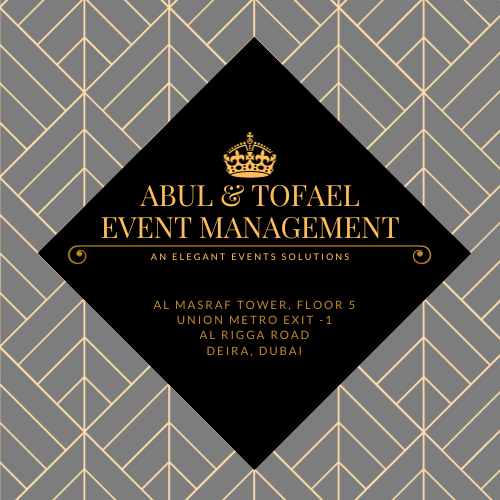 ABUL & TOFAEL
EVENT MANAGEMENT
AN ELEGANT EVENTS SOLUTIONS
AL MASRAF TOWER, FLOOR 5
UNION METRO EXIT -1
AL RIGGA ROAD
DEIRA, DUBAI